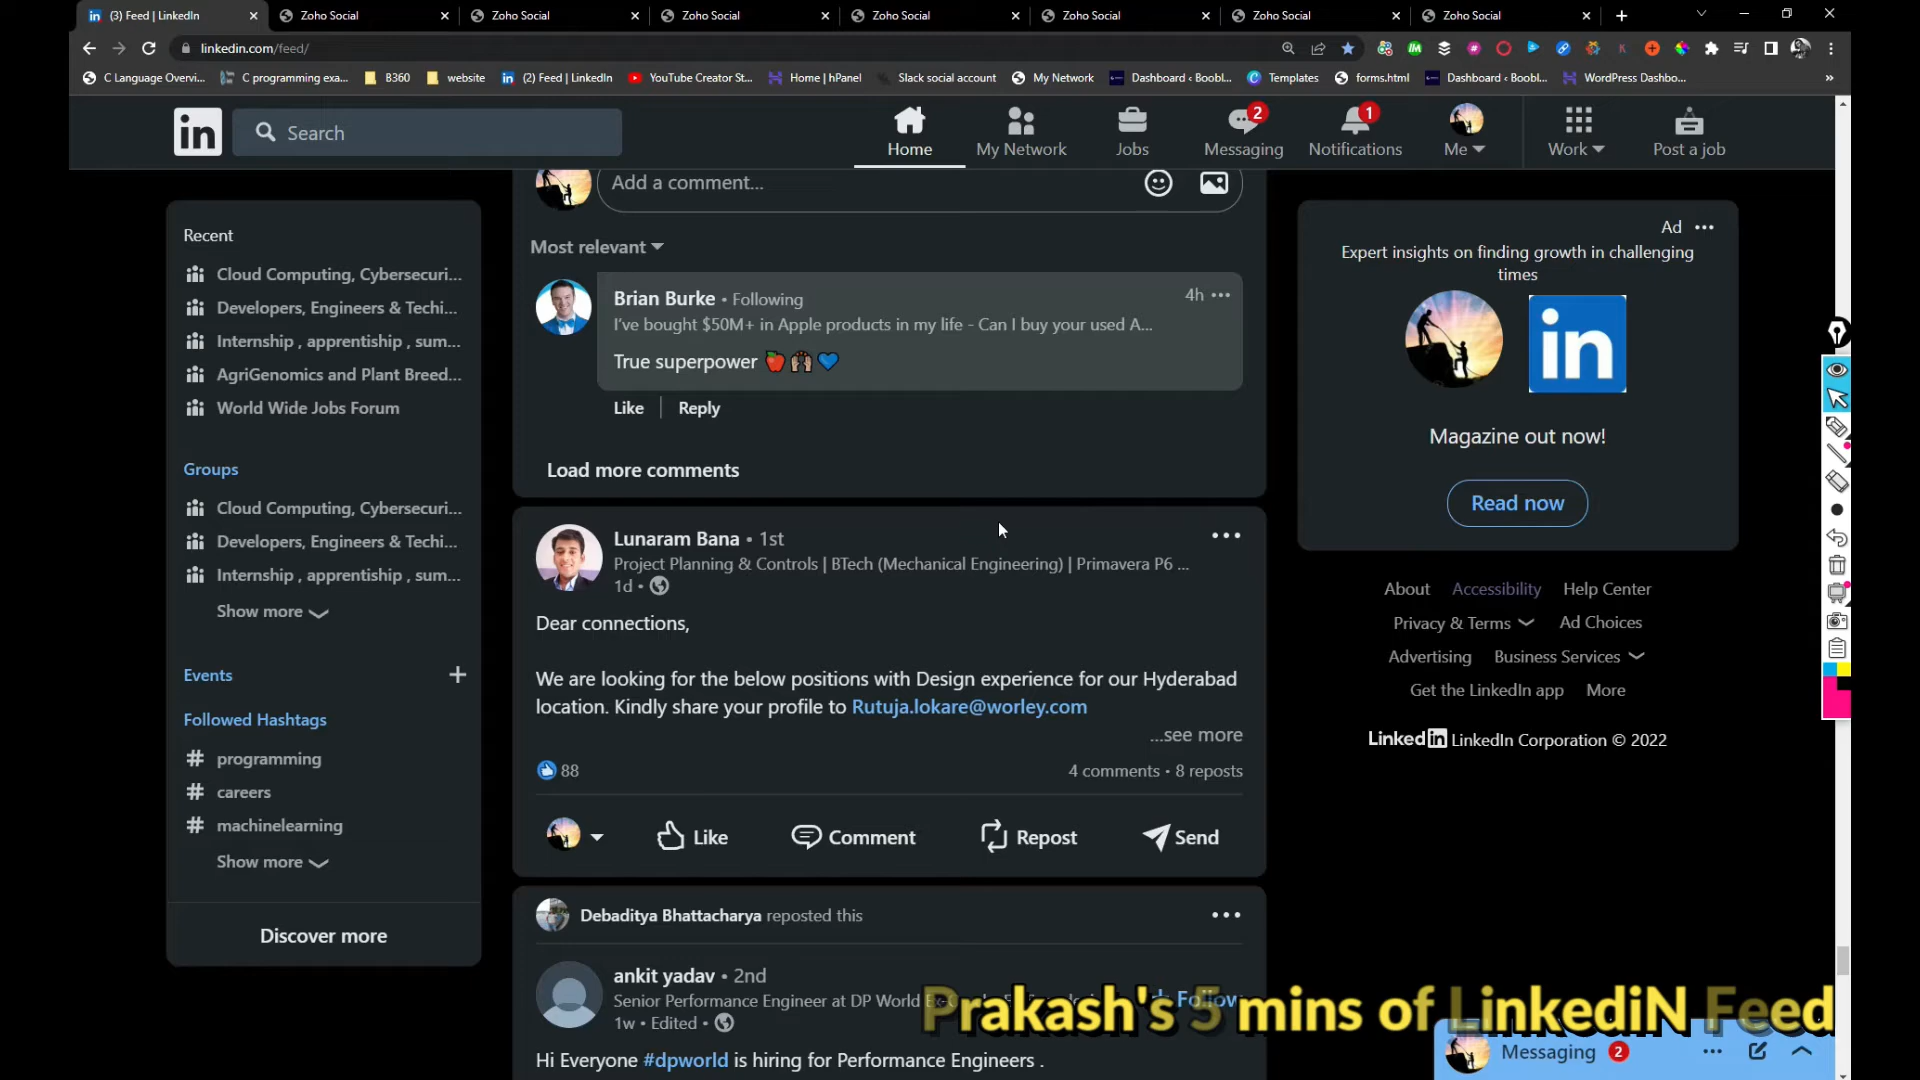 (3) Feed | LinkedIn
Zoho Social
Zoho Social
Zoho Social
Zoho Social
Zoho Social
Zoho Social
Zoho Social
linkedin.com/feed/
C Language Overvi...
C programming exa...
B360
website
(2) Feed | LinkedIn
YouTube Creator St...
Home | hPanel
Slack social account
My Network
Dashboard ‹ Boobl...
Templates
forms.html
Dashboard ‹ Boobl...
WordPress Dashbo...
in
Search
Home
My Network
Jobs
2
Messaging
1
Notifications
Me
Work
Post a job
Recent
Cloud Computing, Cybersecuri...
Developers, Engineers & Techi...
Internship , apprentiship , sum...
AgriGenomics and Plant Breed...
World Wide Jobs Forum
Groups
Cloud Computing, Cybersecuri...
Developers, Engineers & Techi...
Internship , apprentiship , sum...
Show more
Events
Followed Hashtags
# programming
# careers
# machinelearning
Show more
Discover more
Add a comment...
Most relevant
Brian Burke • Following
4h
I've bought $50M+ in Apple products in my life - Can I buy your used A...
True superpower 🍎🙌🏽💙
Like
Reply
Load more comments
Lunaram Bana • 1st
Project Planning & Controls | BTech (Mechanical Engineering) | Primavera P6 ...
1d •
Dear connections,
We are looking for the below positions with Design experience for our Hyderabad
location. Kindly share your profile to Rutuja.lokare@worley.com
...see more
88
4 comments • 8 reposts
Like
Comment
Repost
Send
Debaditya Bhattacharya reposted this
ankit yadav • 2nd
Senior Performance Engineer at DP World
Follow
1w • Edited •
Hi Everyone #dpworld is hiring for Performance Engineers .
Ad
Expert insights on finding growth in challenging
times
in
Magazine out now!
Read now
About
Accessibility
Help Center
Privacy & Terms
Ad Choices
Advertising
Business Services
Get the LinkedIn app
More
LinkedIn LinkedIn Corporation © 2022
Prakash's 5 mins of LinkediN Feed
Messaging 2